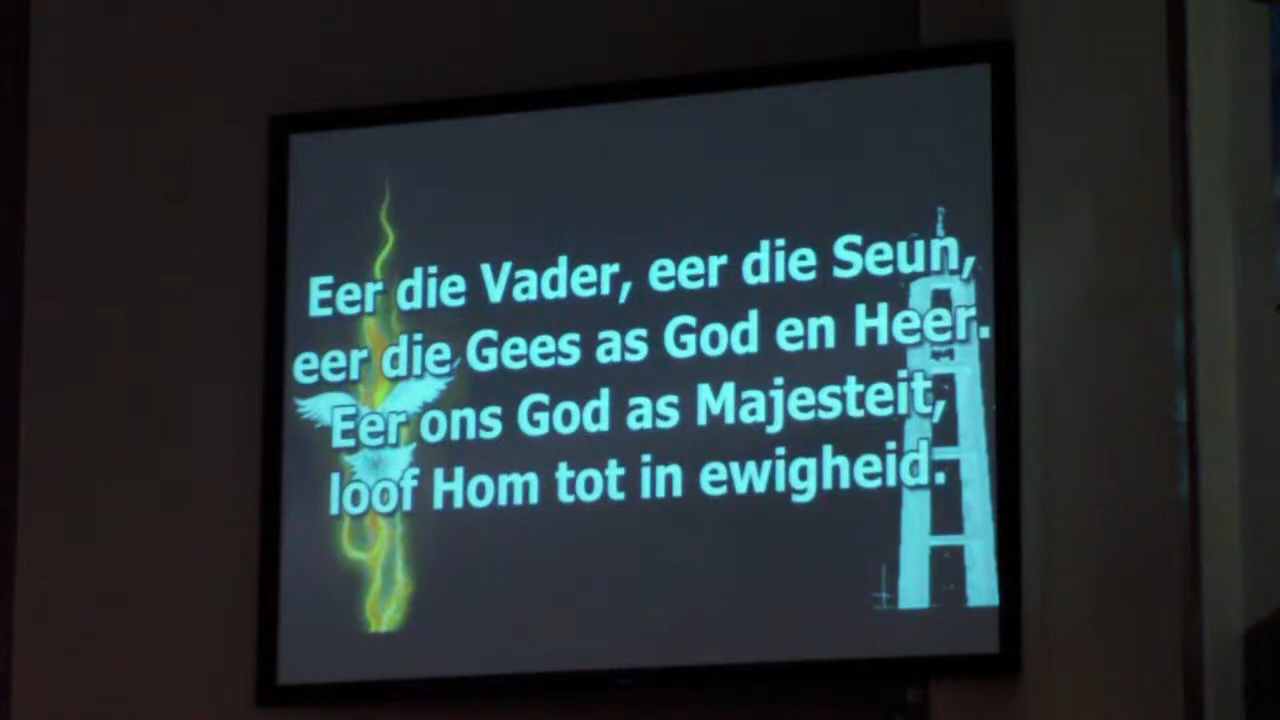 Eer die Vader, eer die Seun,
eer die Gees as God en Heer.
Eer ons God as Majesteit,
loof Hom tot in ewigheid.